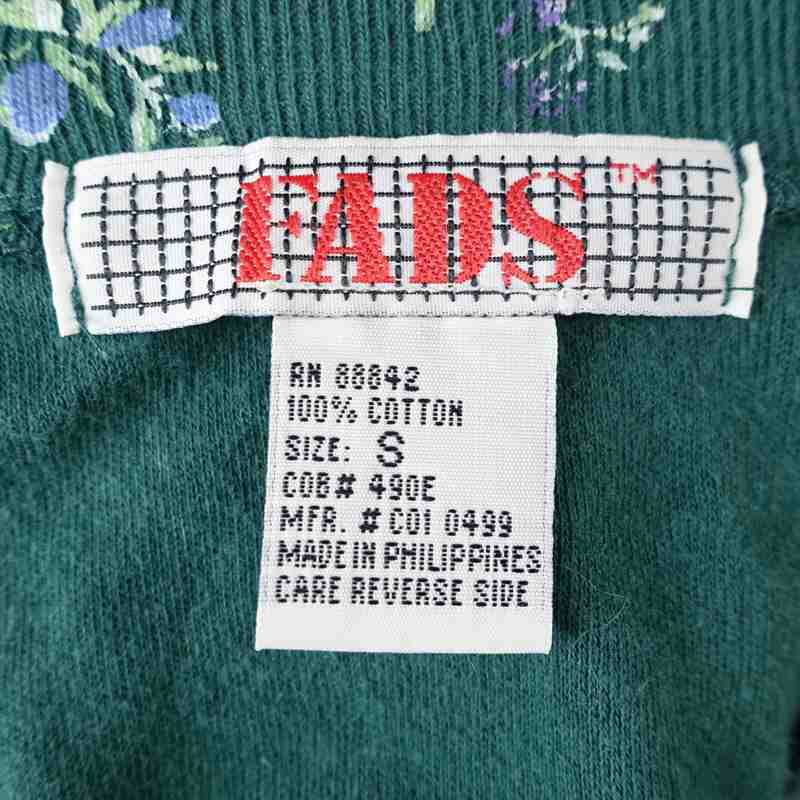 FADS™
RN 88842
100% COTTON
SIZE: S
COB# 490E
MFR. # C01 0499
MADE IN PHILIPPINES
CARE REVERSE SIDE